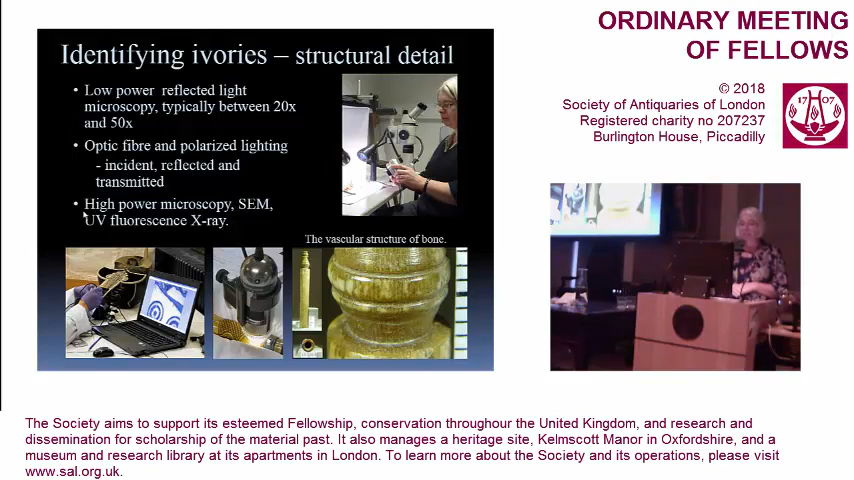 Identifying ivories – structural detail
• Low power reflected light
microscopy, typically between 20x
and 50x
• Optic fibre and polarized lighting
- incident, reflected and
transmitted
• High power microscopy, SEM,
UV fluorescence X-ray.
The vascular structure of bone.
ORDINARY MEETING
OF FELLOWS
© 2018
Society of Antiquaries of London
Registered charity no 207237
Burlington House, Piccadilly
17 07
The Society aims to support its esteemed Fellowship, conservation throughour the United Kingdom, and research and
dissemination for scholarship of the material past. It also manages a heritage site, Kelmscott Manor in Oxfordshire, and a
museum and research library at its apartments in London. To learn more about the Society and its operations, please visit
www.sal.org.uk.